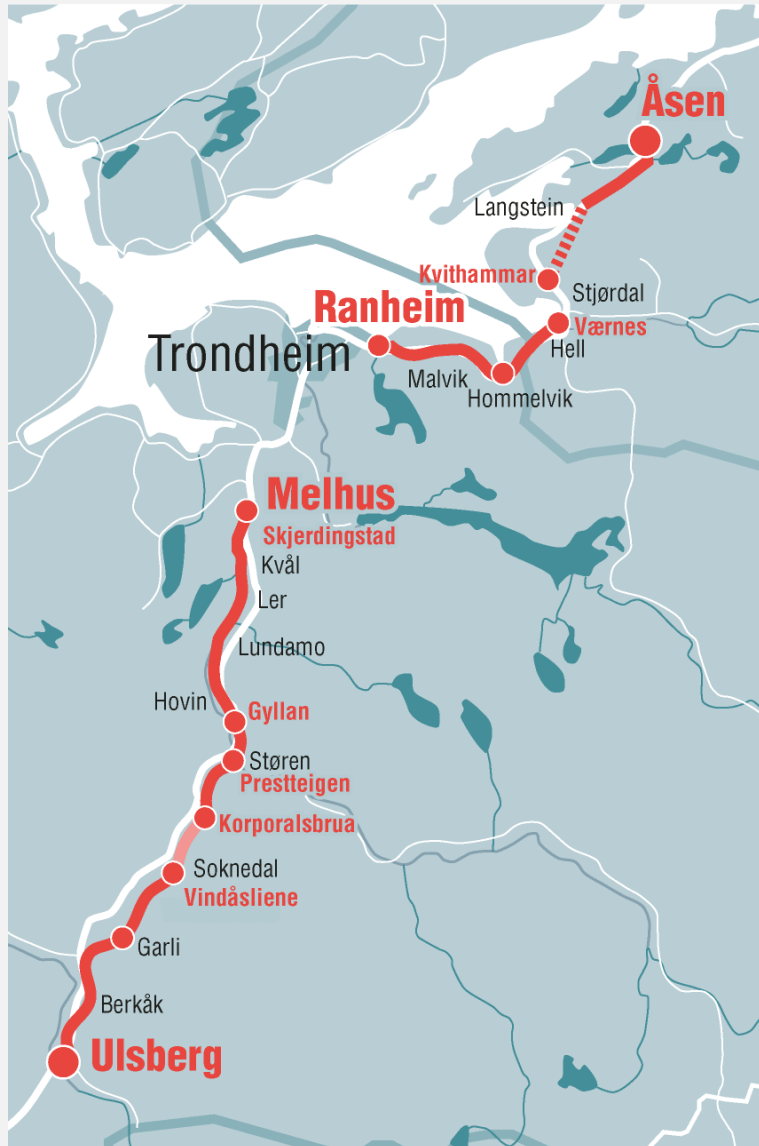 Åsen
Langstein
Kvithammar
Stjørdal
Ranheim
Værnes
Trondheim
Hell
Malvik
Hommelvik
Melhus
Skjerdingstad
Kvål
Ler
Lundamo
Hovin
Gyllan
Støren
Prestteigen
Korporalsbrua
Soknedal
Vindåsliene
Garli
Berkåk
Ulsberg